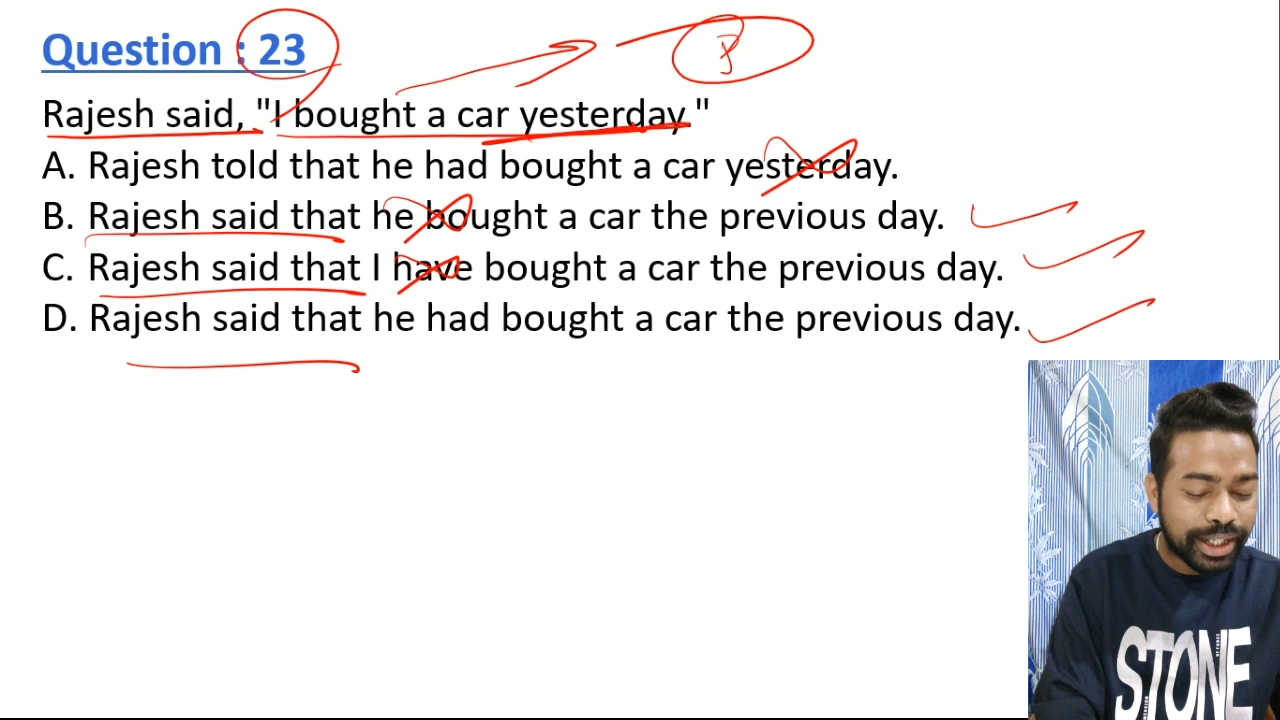 Question : 23
Rajesh said, "I bought a car yesterday."
A. Rajesh told that he had bought a car yesterday.
B. Rajesh said that he bought a car the previous day.
C. Rajesh said that I have bought a car the previous day.
D. Rajesh said that he had bought a car the previous day.
STONE